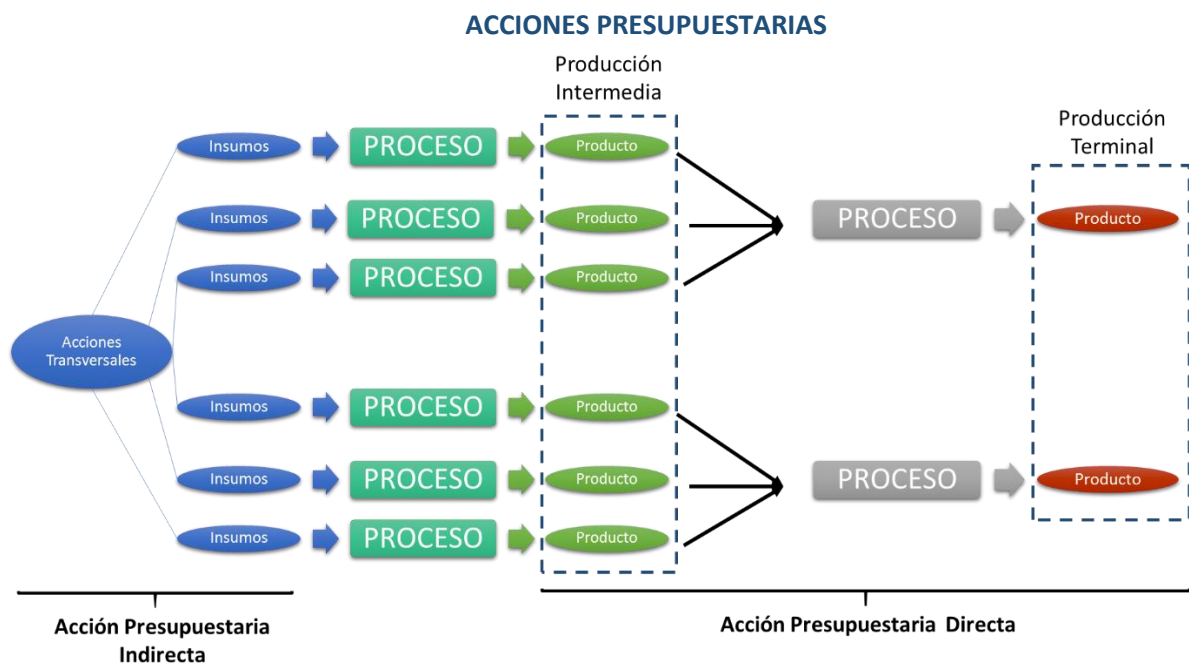 ACCIONES PRESUPUESTARIAS
Producción
Intermedia
Producción
Terminal
Insumos
PROCESO
Producto
Insumos
PROCESO
Producto
PROCESO
Producto
Insumos
PROCESO
Producto
Acciones
Transversales
Insumos
PROCESO
Producto
Insumos
PROCESO
Producto
PROCESO
Producto
Insumos
PROCESO
Producto
Acción Presupuestaria
Indirecta
Acción Presupuestaria Directa